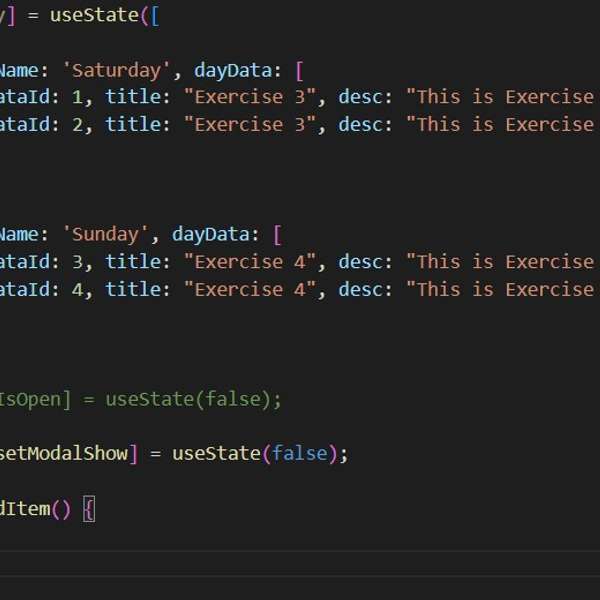 y] = useState([
Name: 'Saturday', dayData: [
ataId: 1, title: "Exercise 3", desc: "This is Exercise
ataId: 2, title: "Exercise 3", desc: "This is Exercise
Name: 'Sunday', dayData: [
ataId: 3, title: "Exercise 4", desc: "This is Exercise
ataId: 4, title: "Exercise 4", desc: "This is Exercise
IsOpen] = useState(false);
setModalShow] = useState(false);
dItem() {